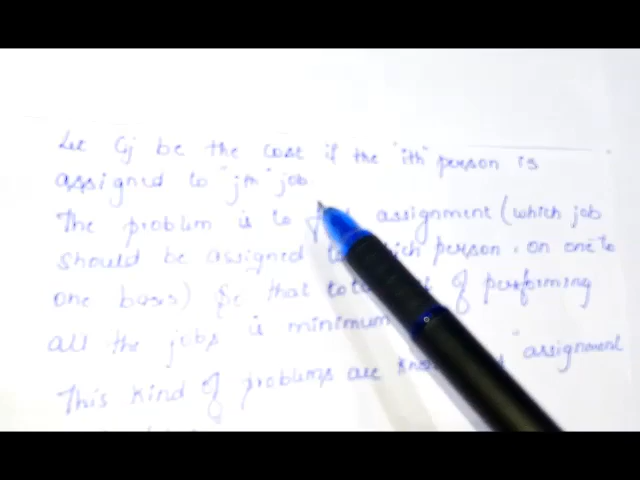 Let Cij be the cost if the "ith" person is
assigned to "jth" job
The problem is to assignment (which job
should be assigned which person. on one to
one basis) So that of performing
all the jobs is minimum
This kind of problems are "assignment